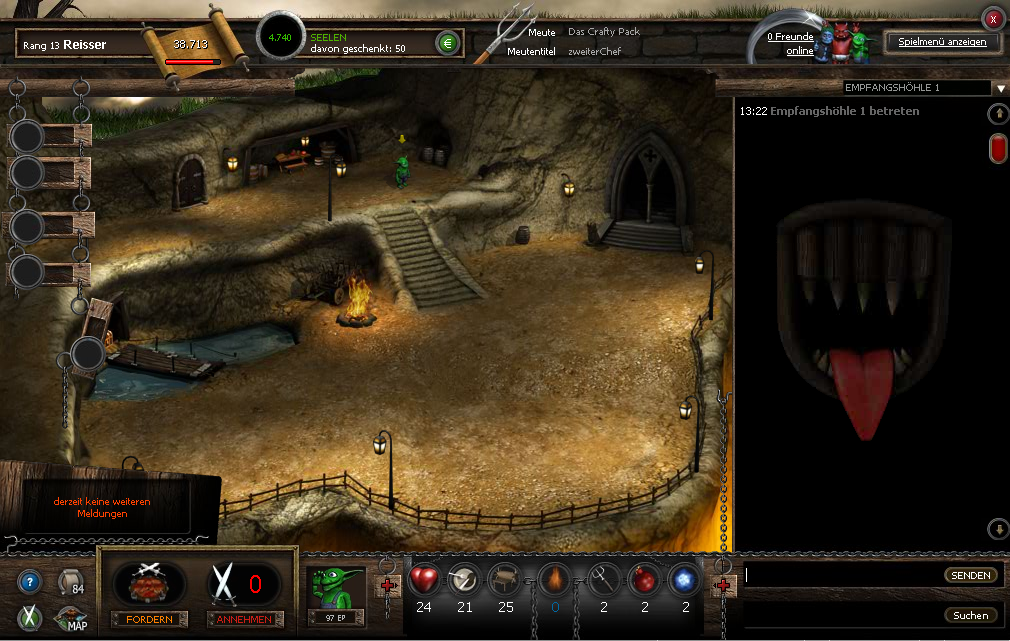 Rang 13 Reisser
38.713
4.740
SEELEN
davon geschenkt: 50
€
Meute Das Crafty Pack
Meutentitel zweiterChef
0 Freunde
online
X
Spielmenü anzeigen
EMPFANGSHÖHLE 1
13:22 Empfangshöhle 1 betreten
derzeit keine weiteren
Meldungen
?
84
MAP
FORDERN
0
ANNEHMEN
97 EP
24 21 25 0 2 2 2
SENDEN
Suchen